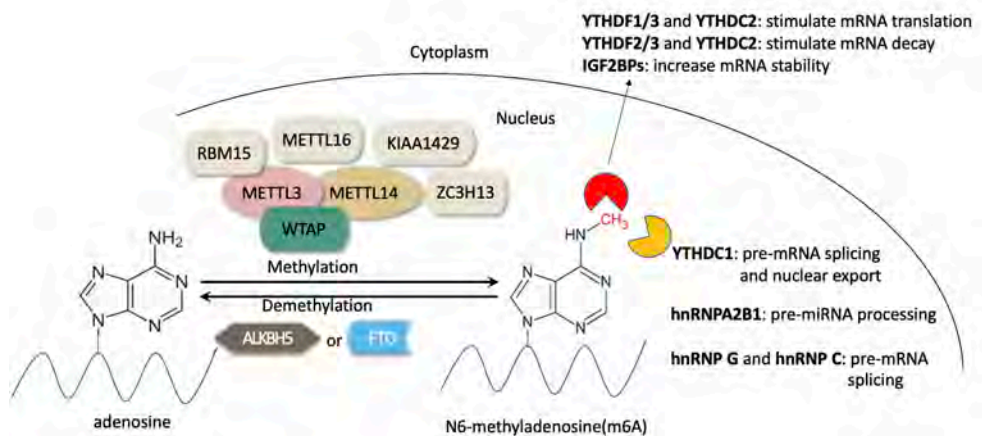 YTHDF1/3 and YTHDC2: stimulate mRNA translation
YTHDF2/3 and YTHDC2: stimulate mRNA decay
IGF2BPs: increase mRNA stability
Cytoplasm
Nucleus
RBM15
METTL16
KIAA1429
METTL3
METTL14
ZC3H13
WTAP
NH2
N
N
N
N
Methylation
Demethylation
ALKBH5
or
FTO
adenosine
CH3
HN
N
N
N
N
N6-methyladenosine(m6A)
YTHDC1: pre-mRNA splicing
and nuclear export
hnRNPA2B1: pre-miRNA processing
hnRNP G and hnRNP C: pre-mRNA
splicing